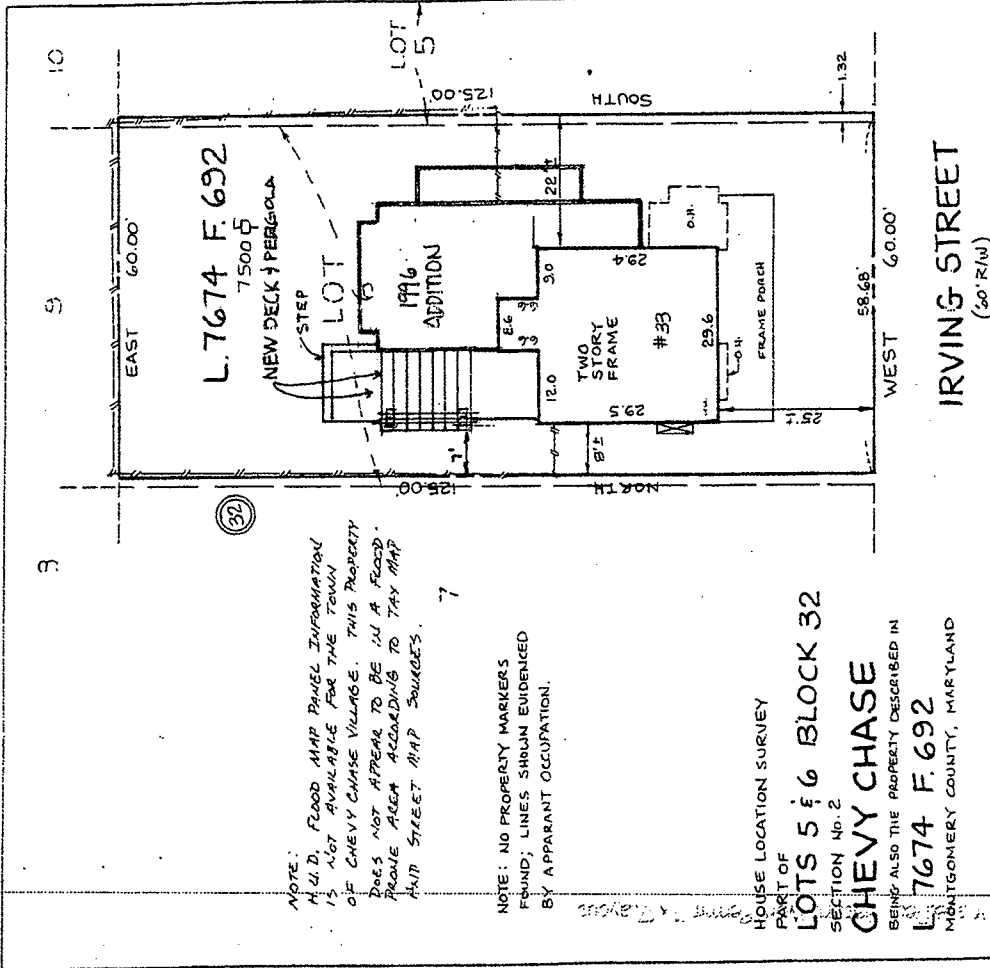 10
9
3
LOT
5
EAST 60.00'
L. 7674 F. 692
7500
NEW DECK & PERGOLA
STEP
LOT
6
1996
ADDITION
125.00'
SOUTH
22
1.32
O.H.
9.0
8.6
6.6
12.0
29.4
TWO
STORY
FRAME
#33
29.5
29.6
O.H.
FRAME PORCH
7'
8'±
25'±
125.00'
NORTH
58.68'
WEST 60.00'
IRVING STREET
(60' R/W)
32
7
NOTE:
H.U.D. FLOOD MAP PANEL INFORMATION
IS NOT AVAILABLE FOR THE TOWN
OF CHEVY CHASE VILLAGE. THIS PROPERTY
DOES NOT APPEAR TO BE IN A FLOOD-
PRONE AREA ACCORDING TO TAX MAP
AND STREET MAP SOURCES.
NOTE: NO PROPERTY MARKERS
FOUND; LINES SHOWN EVIDENCED
BY APPARANT OCCUPATION.
HOUSE LOCATION SURVEY
PART OF
LOTS 5 & 6 BLOCK 32
SECTION No. 2
CHEVY CHASE
BEING ALSO THE PROPERTY DESCRIBED IN
L. 7674 F. 692
MONTGOMERY COUNTY, MARYLAND